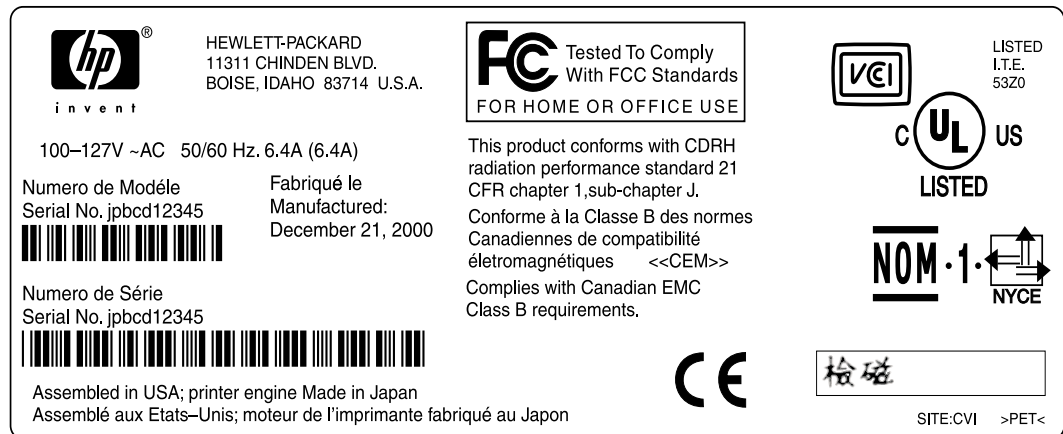 hp ®
invent
HEWLETT-PACKARD
11311 CHINDEN BLVD.
BOISE, IDAHO 83714 U.S.A.
100–127V ~AC 50/60 Hz. 6.4A (6.4A)
Numero de Modéle
Serial No. jpbcd12345
Fabriqué le
Manufactured:
December 21, 2000
Numero de Série
Serial No. jpbcd12345
Assembled in USA; printer engine Made in Japan
Assemblé aux Etats–Unis; moteur de l'imprimante fabriqué au Japon
FC Tested To Comply
With FCC Standards
FOR HOME OR OFFICE USE
This product conforms with CDRH
radiation performance standard 21
CFR chapter 1,sub-chapter J.
Conforme à la Classe B des normes
Canadiennes de compatibilité
életromagnétiques <<CEM>>
Complies with Canadian EMC
Class B requirements.
CE
VCI
LISTED
I.T.E.
53Z0
C UL US
LISTED
NOM·1·
NYCE
检磁
SITE:CVI >PET<